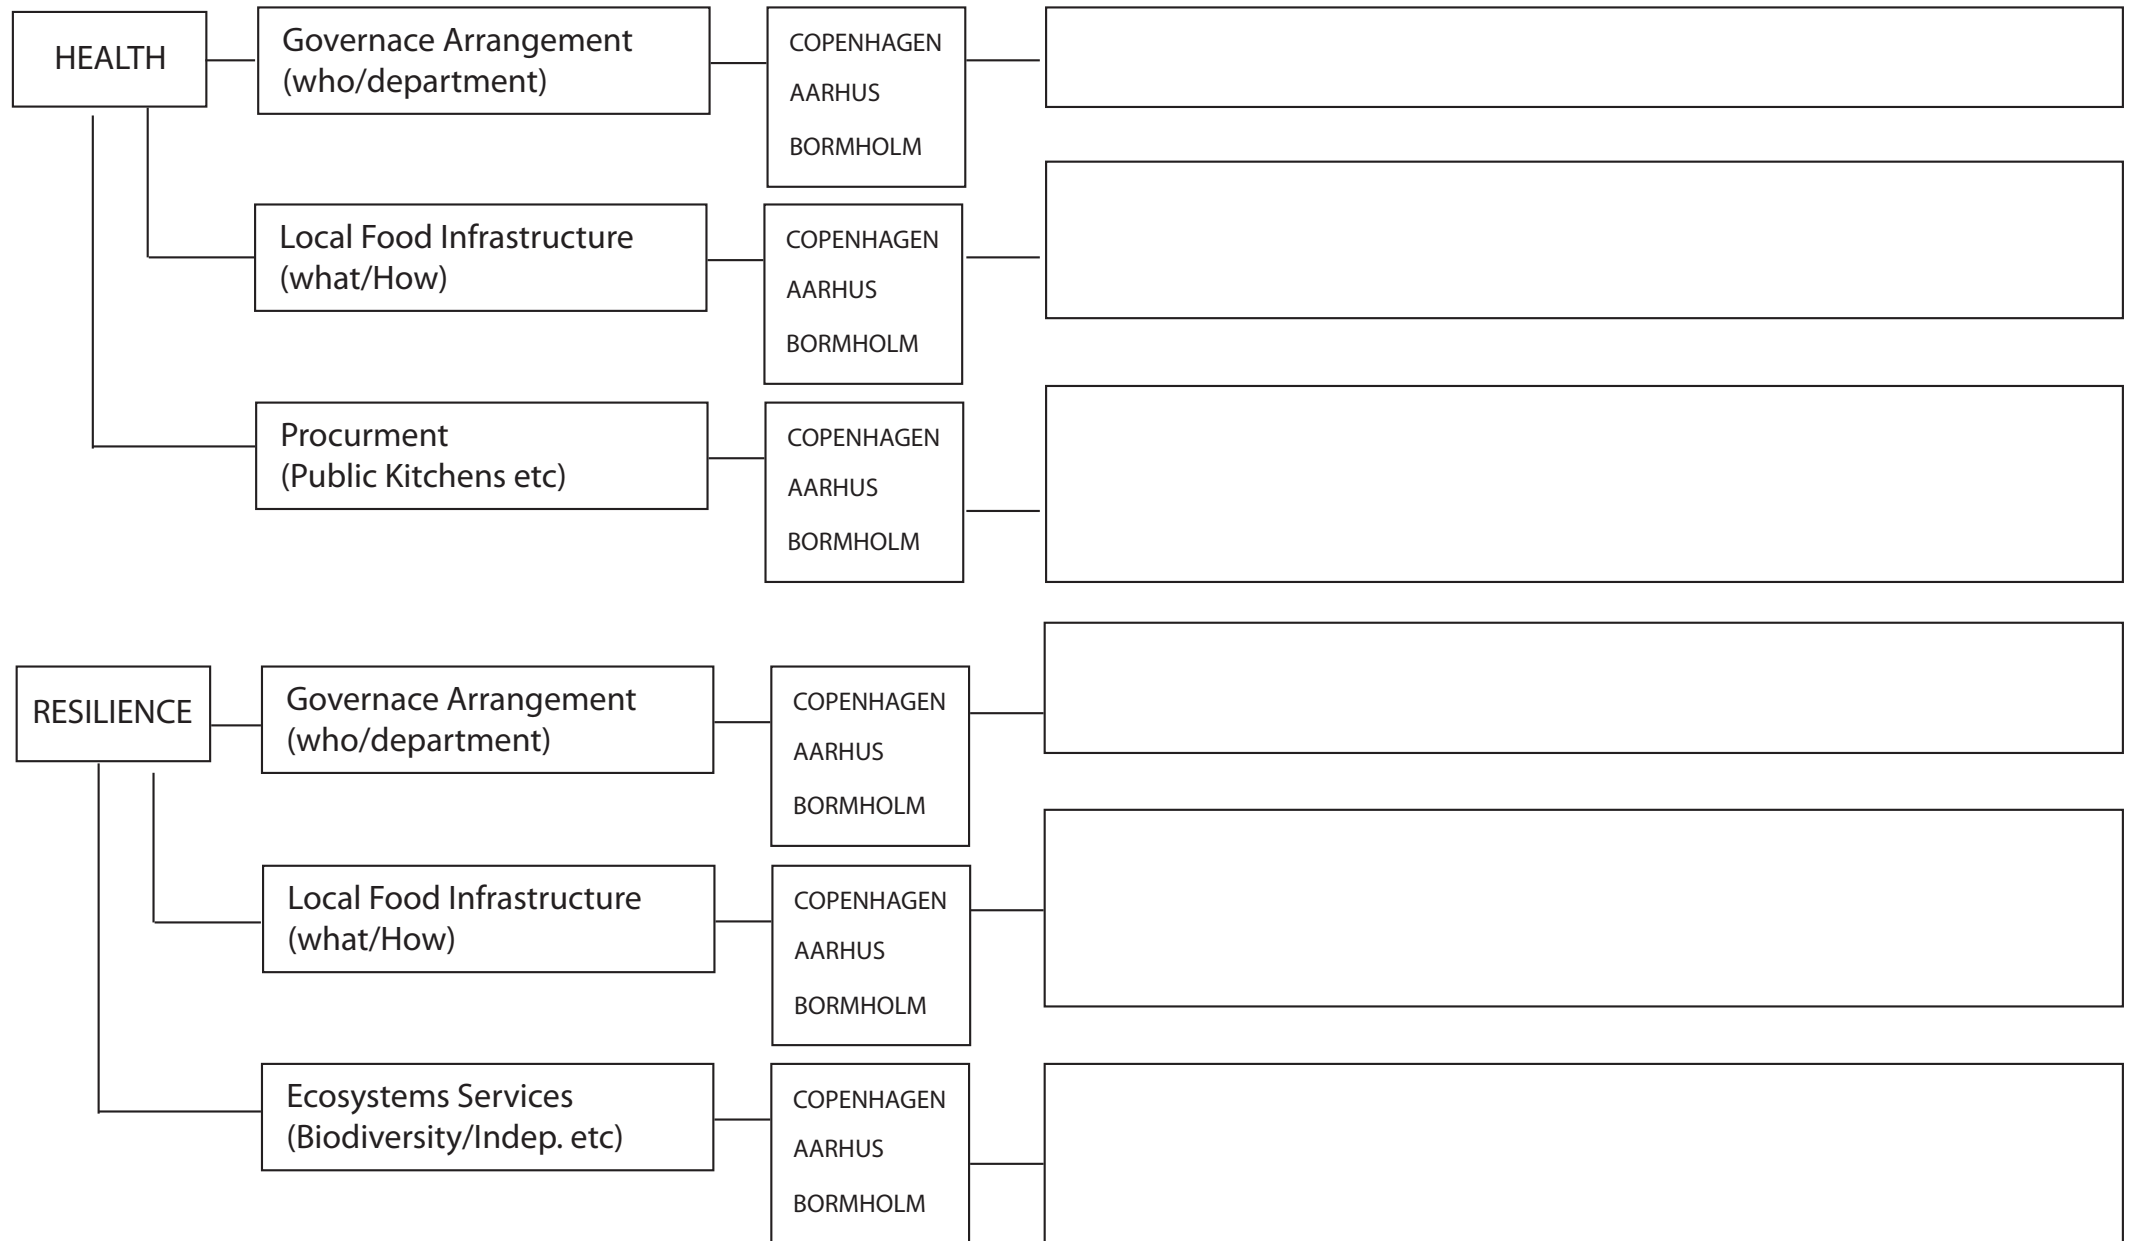 HEALTH
Governace Arrangement
(who/department)
COPENHAGEN
AARHUS
BORMHOLM
Local Food Infrastructure
(what/How)
COPENHAGEN
AARHUS
BORMHOLM
Procurment
(Public Kitchens etc)
COPENHAGEN
AARHUS
BORMHOLM
RESILIENCE
Governace Arrangement
(who/department)
COPENHAGEN
AARHUS
BORMHOLM
Local Food Infrastructure
(what/How)
COPENHAGEN
AARHUS
BORMHOLM
Ecosystems Services
(Biodiversity/Indep. etc)
COPENHAGEN
AARHUS
BORMHOLM